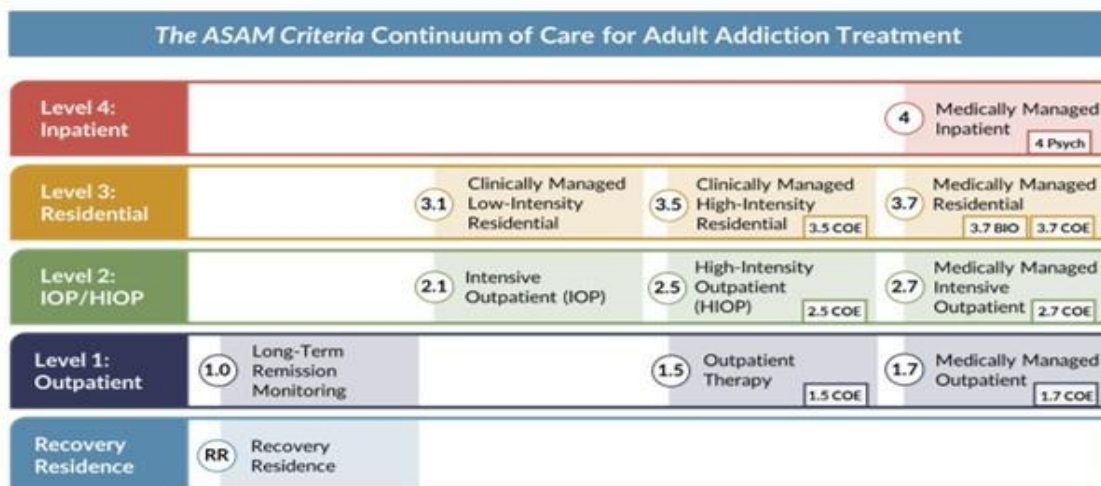 The ASAM Criteria Continuum of Care for Adult Addiction Treatment
Level 4:
Inpatient
4
Medically Managed
Inpatient
4 Psych
Level 3:
Residential
3.1
Clinically Managed
Low-Intensity
Residential
3.5
Clinically Managed
High-Intensity
Residential
3.5 COE
3.7
Medically Managed
Residential
3.7 BIO
3.7 COE
Level 2:
IOP/HIOP
2.1
Intensive
Outpatient (IOP)
2.5
High-Intensity
Outpatient
(HIOP)
2.5 COE
2.7
Medically Managed
Intensive
Outpatient
2.7 COE
Level 1:
Outpatient
1.0
Long-Term
Remission
Monitoring
1.5
Outpatient
Therapy
1.5 COE
1.7
Medically Managed
Outpatient
1.7 COE
Recovery
Residence
RR
Recovery
Residence